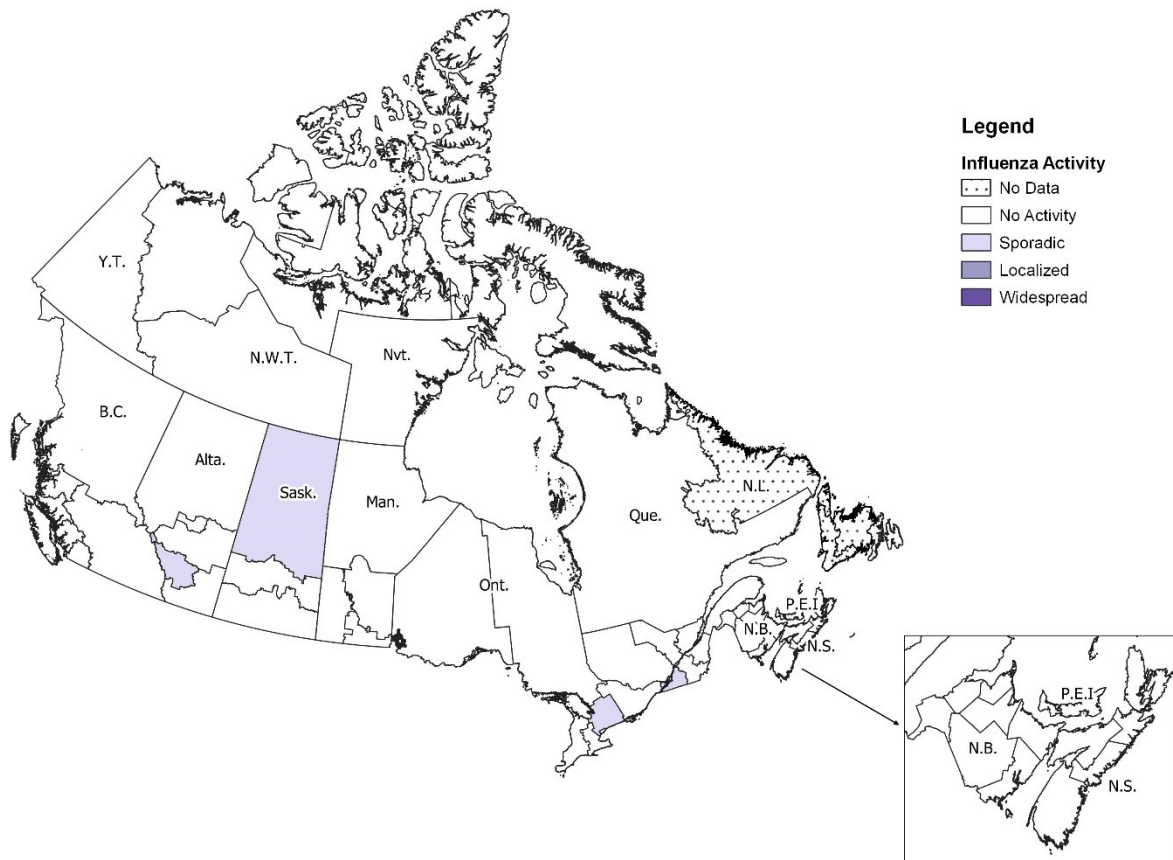 Legend
Influenza Activity
No Data
No Activity
Sporadic
Localized
Widespread
Y.T.
N.W.T.
Nvt.
B.C.
Alta.
Sask.
Man.
Ont.
Que.
N.L.
P.E.I
N.B.
N.S.
P.E.I
N.B.
N.S.